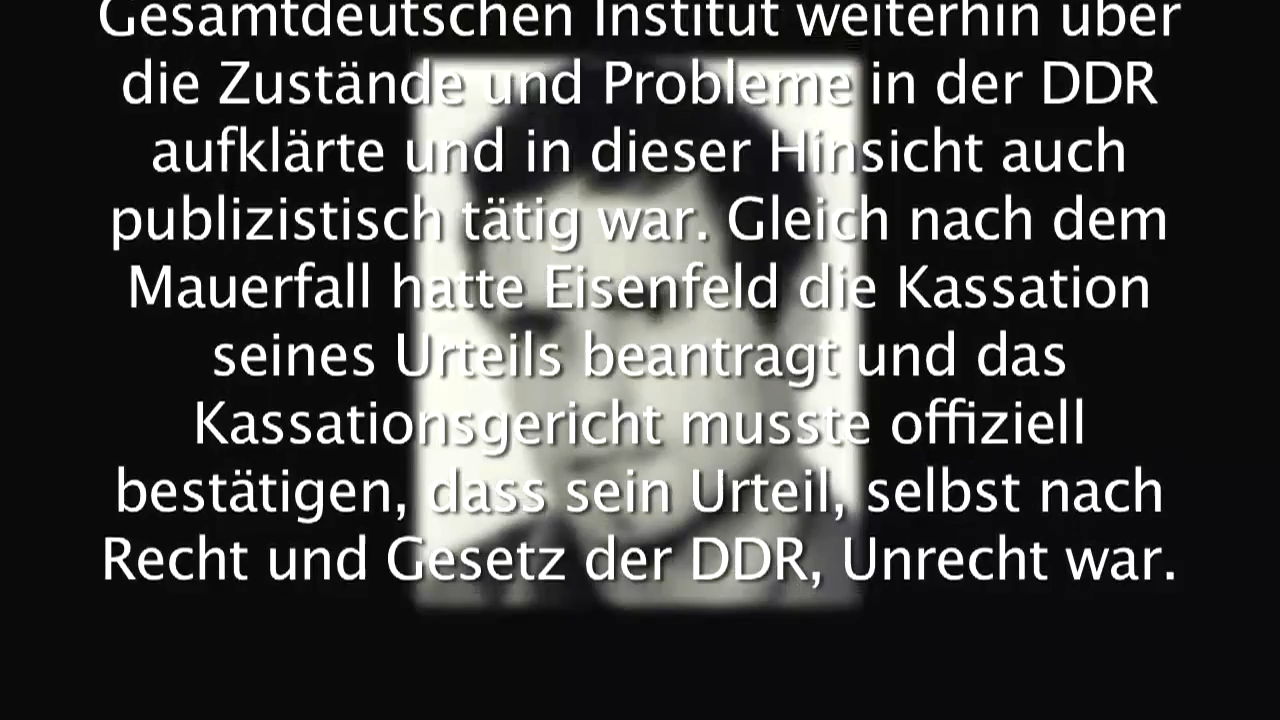 Gesamtdeutschen Institut weiterhin über
die Zustände und Probleme in der DDR
aufklärte und in dieser Hinsicht auch
publizistisch tätig war. Gleich nach dem
Mauerfall hatte Eisenfeld die Kassation
seines Urteils beantragt und das
Kassationsgericht musste offiziell
bestätigen, dass sein Urteil, selbst nach
Recht und Gesetz der DDR, Unrecht war.